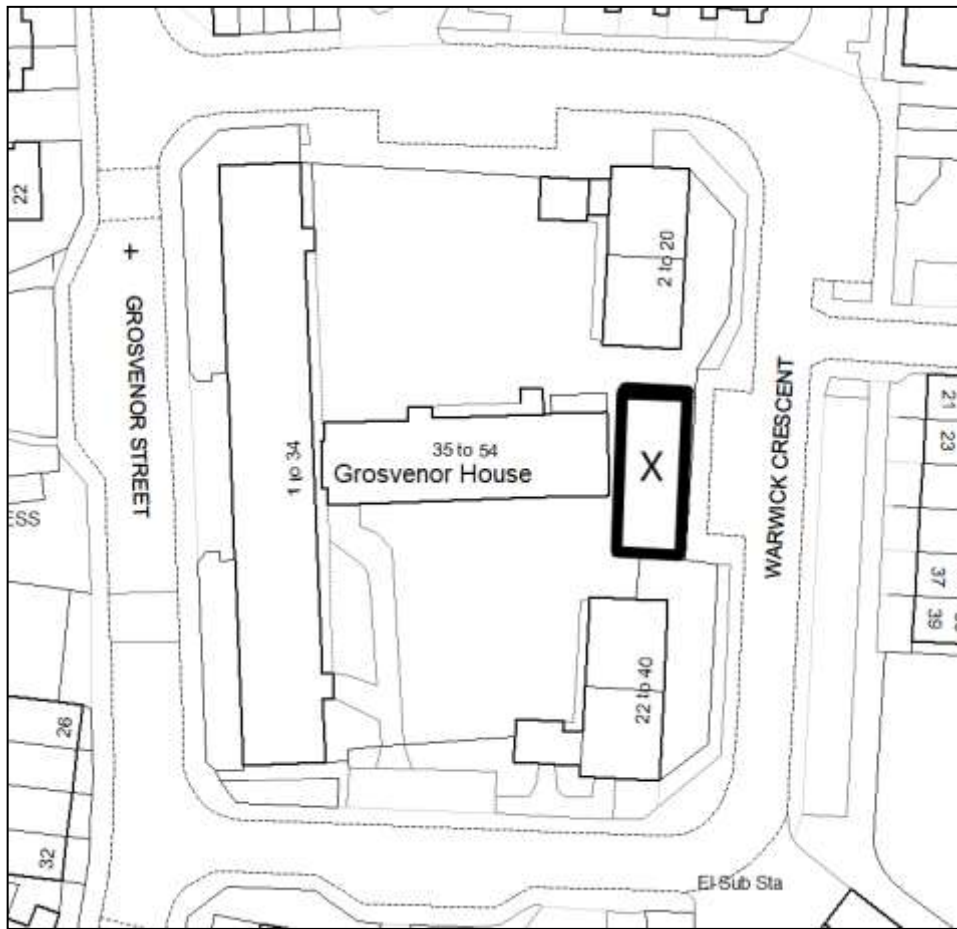 22
2 to 20
+
GROSVENOR STREET
WARWICK CRESCENT
21
23
35 to 54
Grosvenor House
1 to 34
X
ESS
37
39
22 to 40
26
32
El Sub Sta